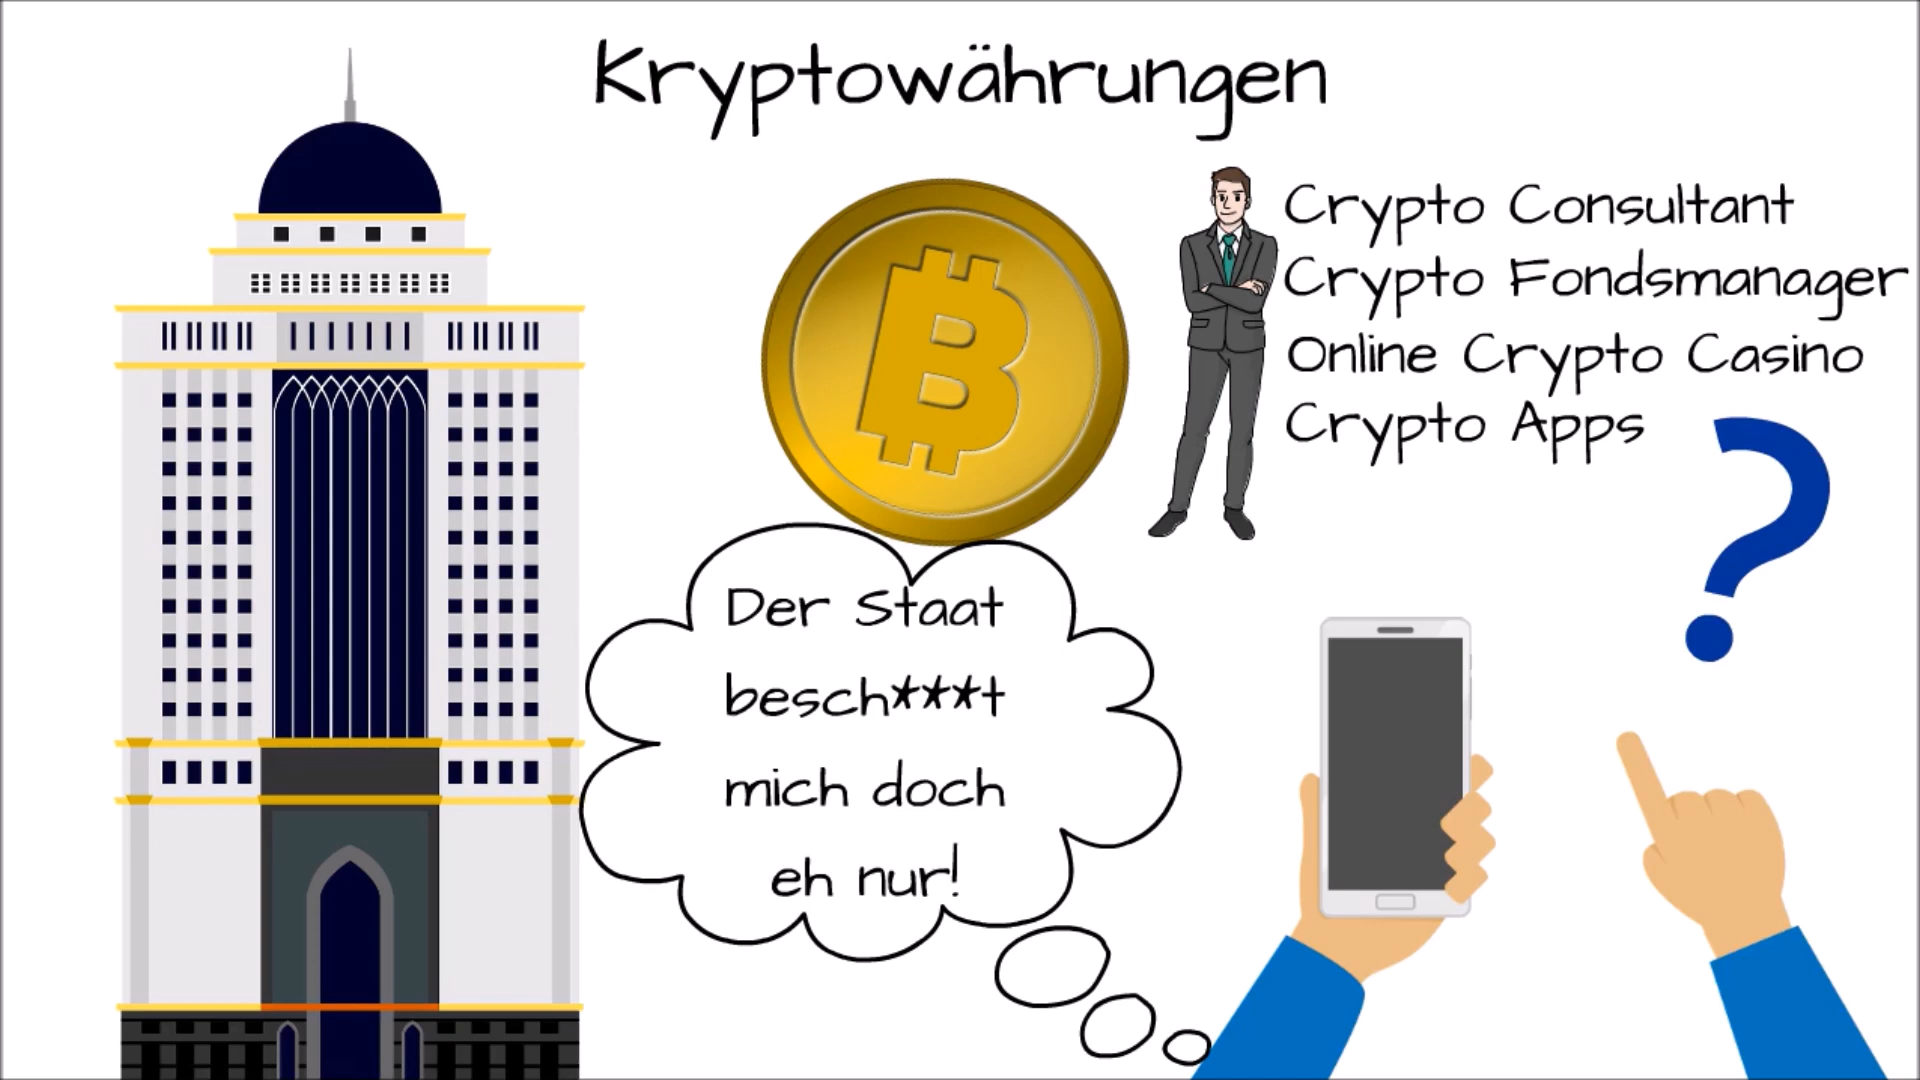 Kryptowährungen
Crypto Consultant
Crypto Fondsmanager
Online Crypto Casino
Crypto Apps
?
Der Staat
besch***t
mich doch
eh nur!